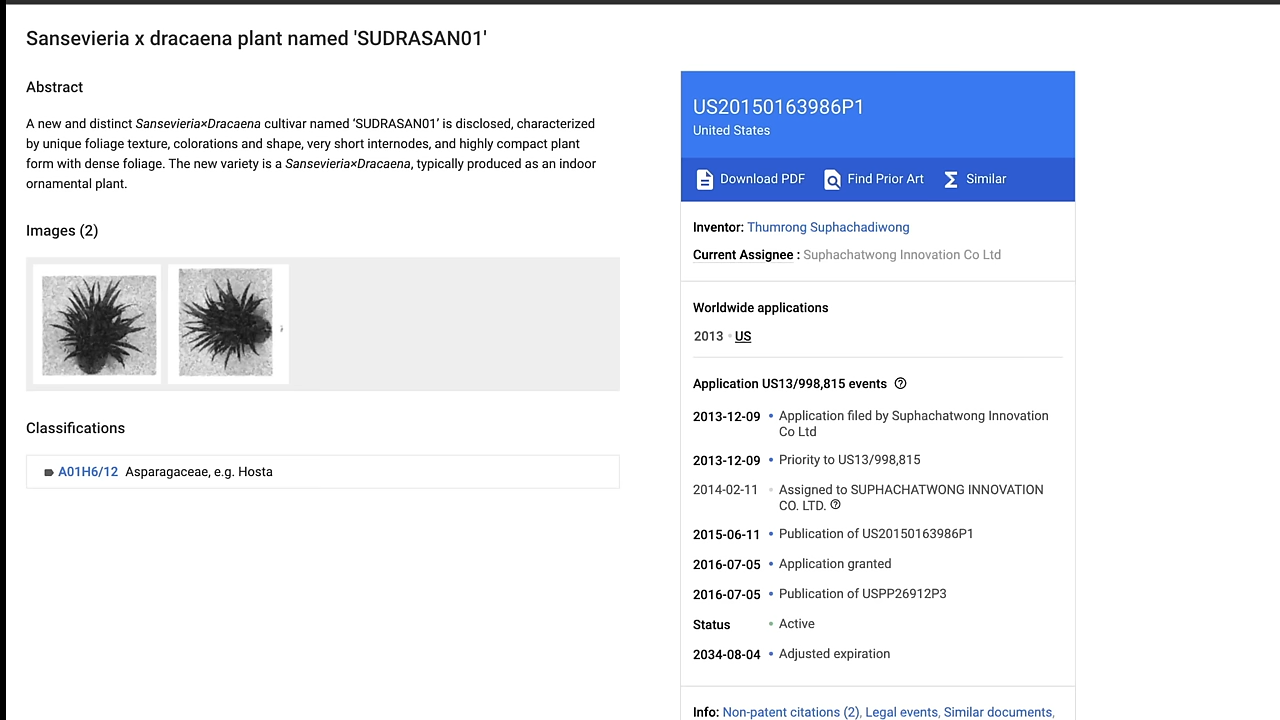 Sansevieria x dracaena plant named 'SUDRASAN01'
Abstract
A new and distinct Sansevieria×Dracaena cultivar named ‘SUDRASAN01’ is disclosed, characterized
by unique foliage texture, colorations and shape, very short internodes, and highly compact plant
form with dense foliage. The new variety is a Sansevieria×Dracaena, typically produced as an indoor
ornamental plant.
Images (2)
Classifications
A01H6/12 Asparagaceae, e.g. Hosta
US20150163986P1
United States
Download PDF Find Prior Art Similar
Inventor: Thumrong Suphachadiwong
Current Assignee : Suphachatwong Innovation Co Ltd
Worldwide applications
2013 • US
Application US13/998,815 events
2013-12-09 • Application filed by Suphachatwong Innovation
Co Ltd
2013-12-09 • Priority to US13/998,815
2014-02-11 • Assigned to SUPHACHATWONG INNOVATION
CO. LTD.
2015-06-11 • Publication of US20150163986P1
2016-07-05 • Application granted
2016-07-05 • Publication of USPP26912P3
Status • Active
2034-08-04 • Adjusted expiration
Info: Non-patent citations (2), Legal events, Similar documents,